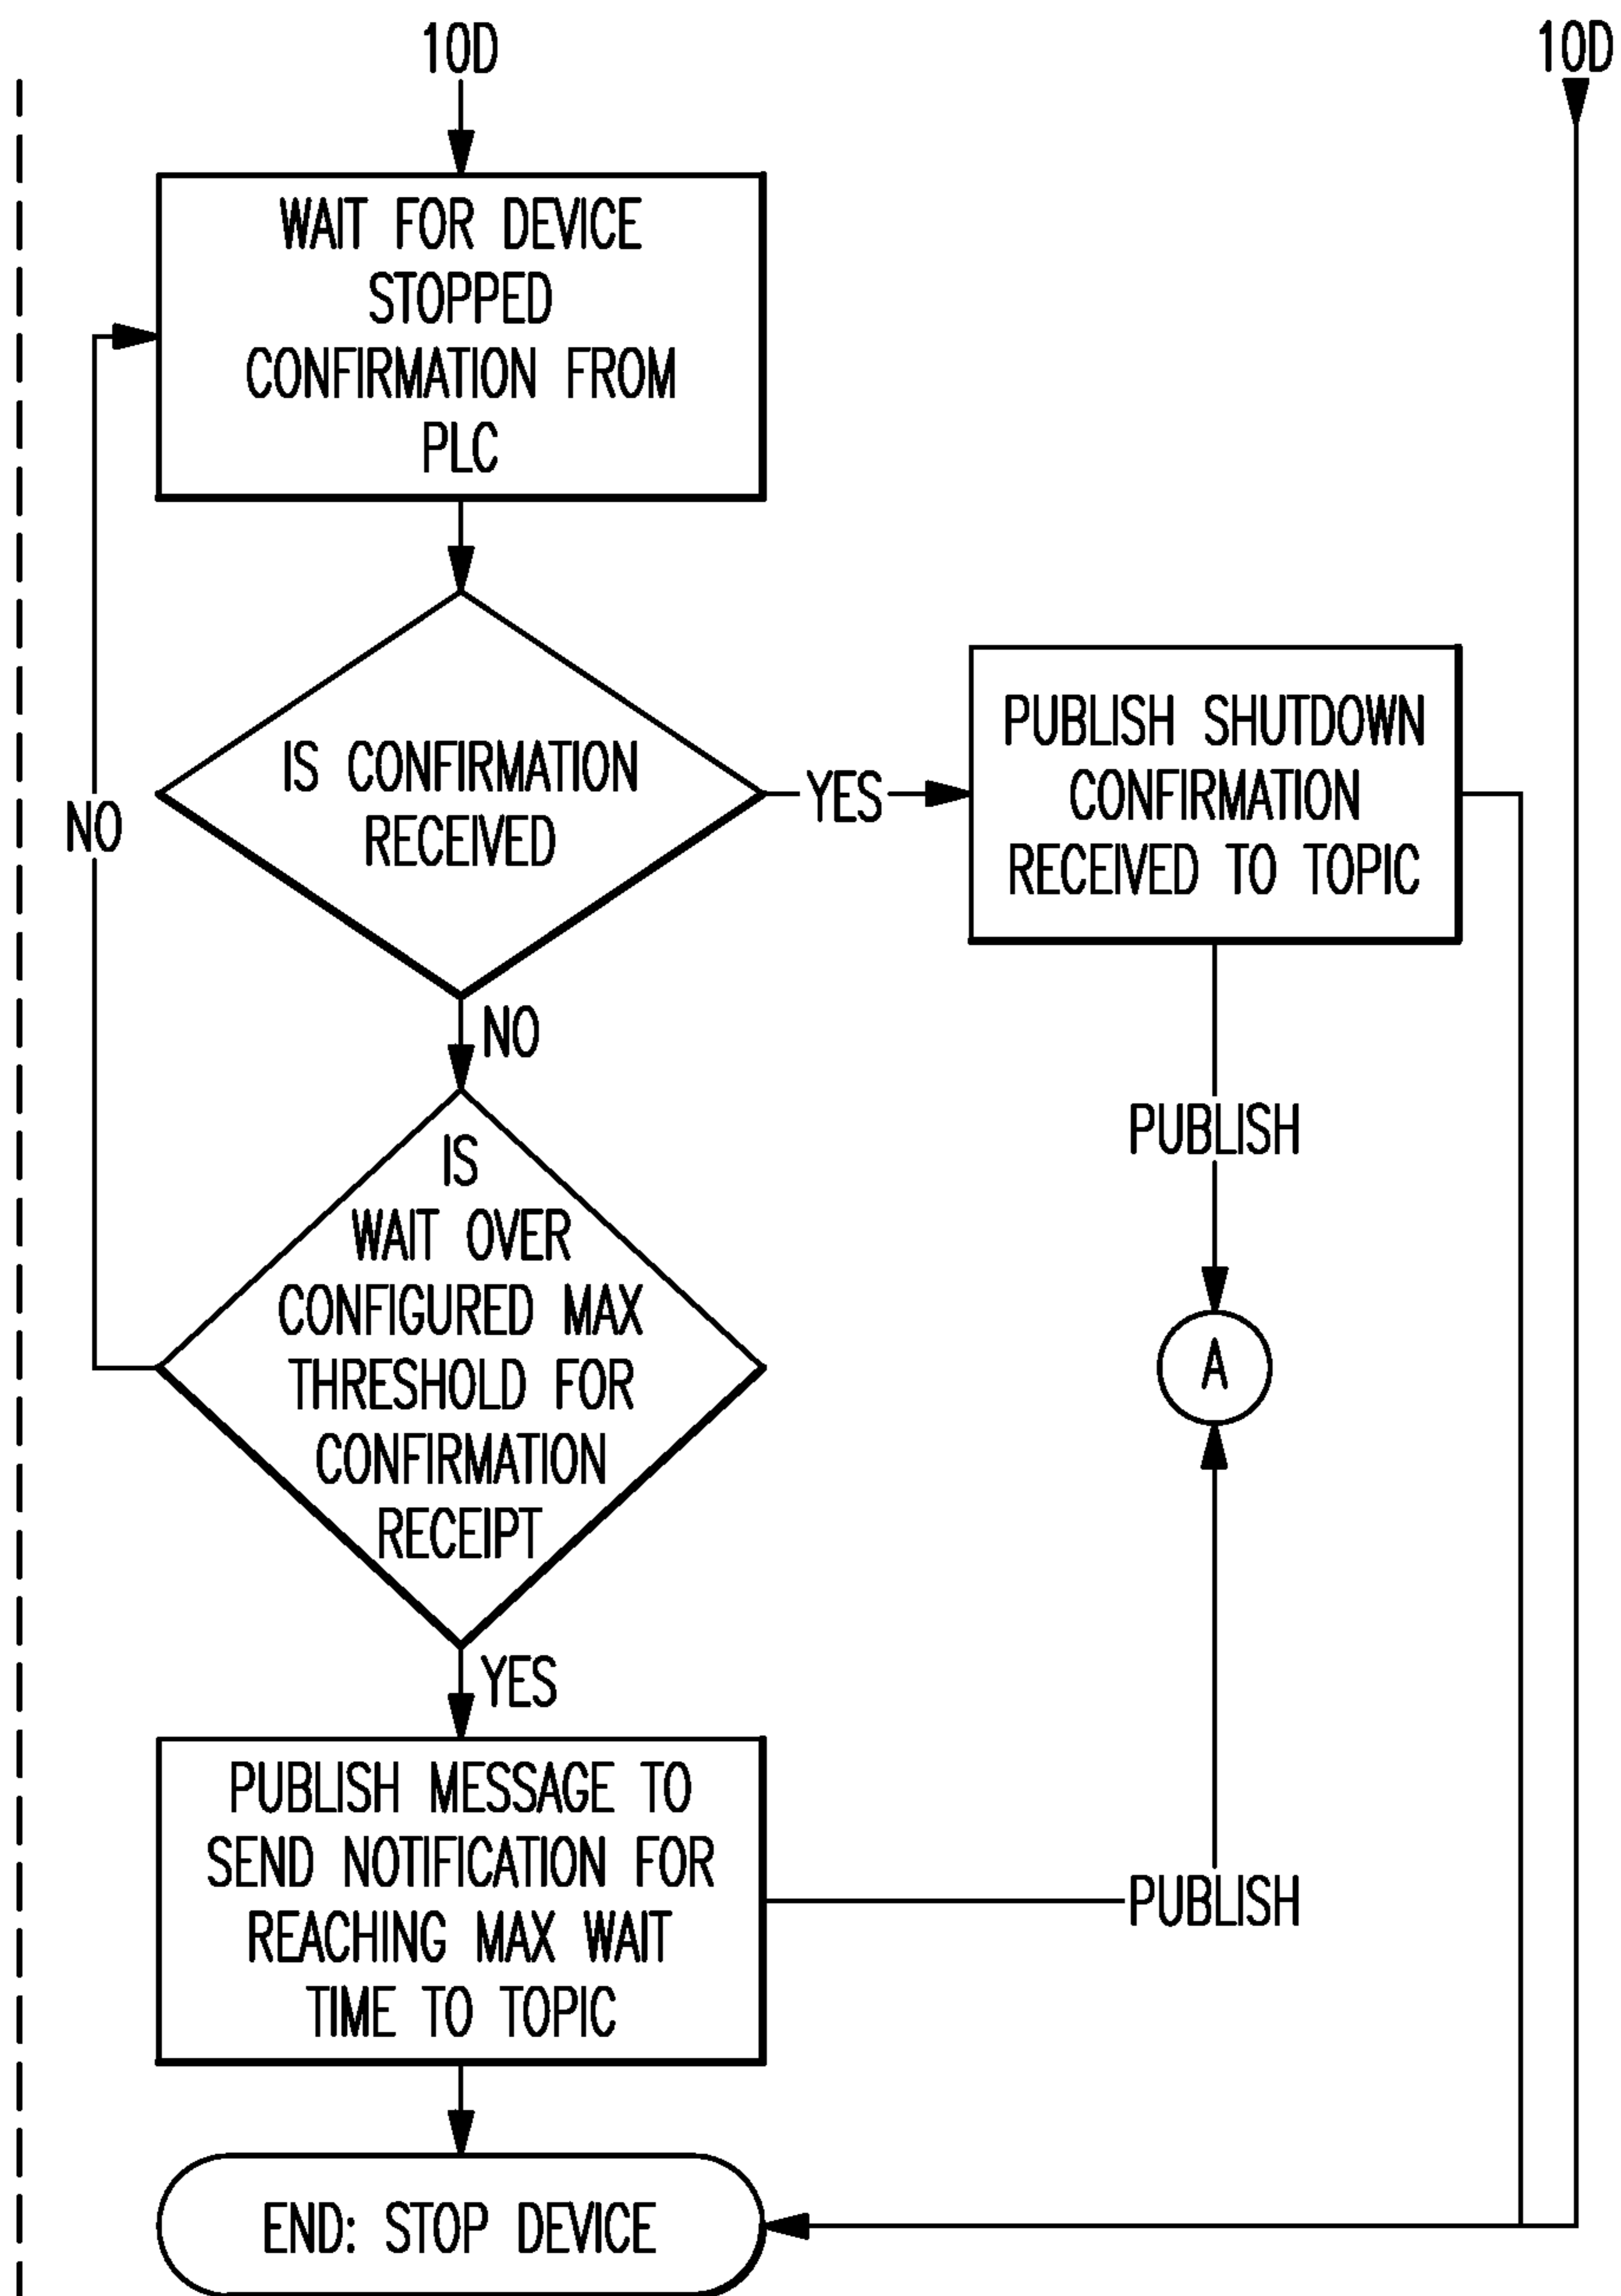 10D
10D
WAIT FOR DEVICE
STOPPED
CONFIRMATION FROM
PLC
IS CONFIRMATION
RECEIVED
YES
PUBLISH SHUTDOWN
CONFIRMATION
RECEIVED TO TOPIC
NO
NO
IS
WAIT OVER
CONFIGURED MAX
THRESHOLD FOR
CONFIRMATION
RECEIPT
PUBLISH
A
YES
PUBLISH MESSAGE TO
SEND NOTIFICATION FOR
REACHING MAX WAIT
TIME TO TOPIC
PUBLISH
END: STOP DEVICE